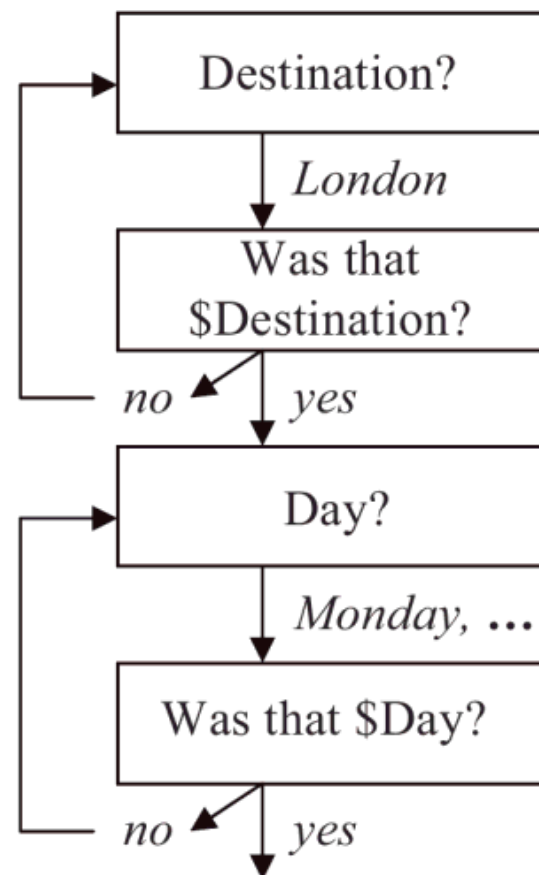 Destination?
London
Was that
$Destination?
no yes
Day?
Monday, ...
Was that $Day?
no yes